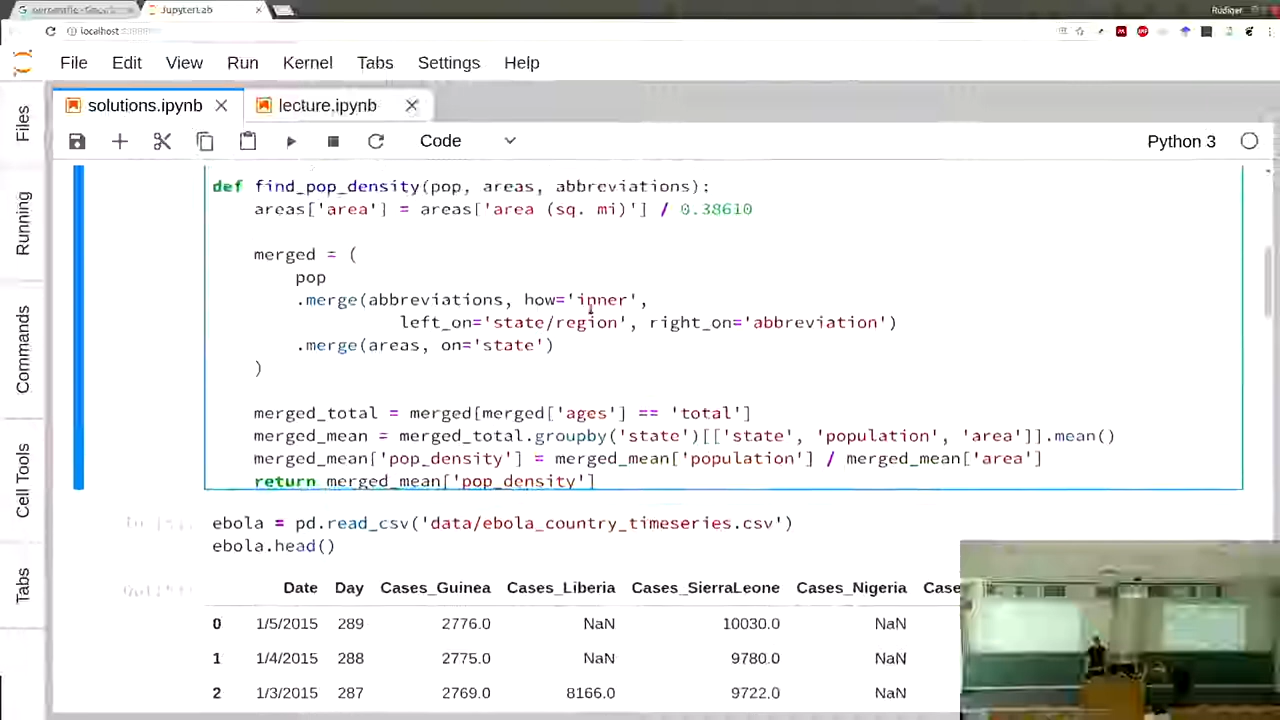 JupyterLab
Rüdiger
localhost:8888
File Edit View Run Kernel Tabs Settings Help
solutions.ipynb lecture.ipynb
Code Python 3
Files
Running
Commands
Cell Tools
Tabs
def find_pop_density(pop, areas, abbreviations):
areas['area'] = areas['area (sq. mi)'] / 0.38610
merged = (
pop
.merge(abbreviations, how='inner',
left_on='state/region', right_on='abbreviation')
.merge(areas, on='state')
)
merged_total = merged[merged['ages'] == 'total']
merged_mean = merged_total.groupby('state')[['state', 'population', 'area']].mean()
merged_mean['pop_density'] = merged_mean['population'] / merged_mean['area']
return merged_mean['pop_density']
ebola = pd.read_csv('data/ebola_country_timeseries.csv')
ebola.head()
Date Day Cases_Guinea Cases_Liberia Cases_SierraLeone Cases_Nigeria Case
0 1/5/2015 289 2776.0 NaN 10030.0 NaN
1 1/4/2015 288 2775.0 NaN 9780.0 NaN
2 1/3/2015 287 2769.0 8166.0 9722.0 NaN